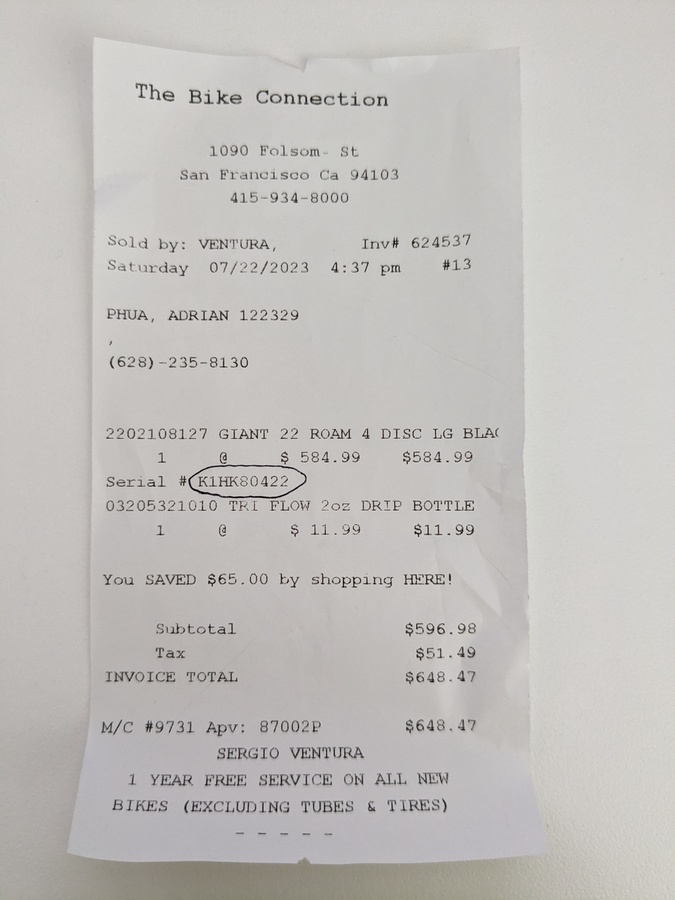 The Bike Connection
1090 Folsom- St
San Francisco Ca 94103
415-934-8000
Sold by: VENTURA, Inv# 624537
Saturday 07/22/2023 4:37 pm #13
PHUA, ADRIAN 122329
,
(628)-235-8130
2202108127 GIANT 22 ROAM 4 DISC LG BLAC
1 @ $ 584.99 $584.99
Serial # K1HK80422
03205321010 TRI FLOW 2oz DRIP BOTTLE
1 @ $ 11.99 $11.99
You SAVED $65.00 by shopping HERE!
Subtotal $596.98
Tax $51.49
INVOICE TOTAL $648.47
M/C #9731 Apv: 87002P $648.47
SERGIO VENTURA
1 YEAR FREE SERVICE ON ALL NEW
BIKES (EXCLUDING TUBES & TIRES)
- - - - -